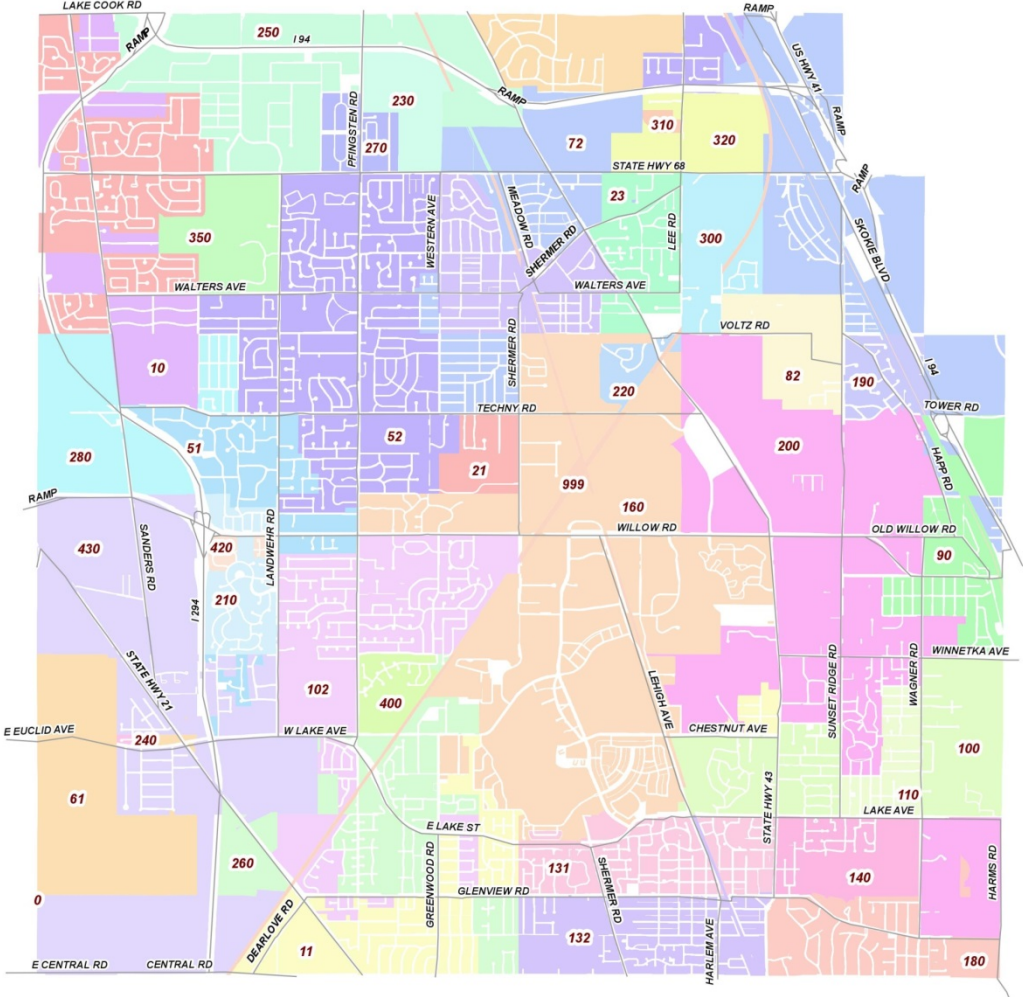 LAKE COOK RD
RAMP
250
I 94
RAMP
RAMP
US HWY 41
RAMP
230
PFINGSTEN RD
270
72
310
320
STATE HWY 68
RAMP
23
350
WESTERN AVE
MEADOW RD
SHERMER RD
LEE RD
300
SKOKIE BLVD
WALTERS AVE
WALTERS AVE
VOLTZ RD
SHERMER RD
10
220
82
190
I 94
TECHNY RD
TOWER RD
280
51
52
21
999
160
200
HAPP RD
RAMP
WILLOW RD
OLD WILLOW RD
430
SANDERS RD
420
LANDWEHR RD
90
210
I 294
STATE HWY 21
102
400
LEHIGH AVE
SUNSET RIDGE RD
WAGNER RD
WINNETKA AVE
E EUCLID AVE
240
W LAKE AVE
CHESTNUT AVE
100
61
STATE HWY 43
110
LAKE AVE
E LAKE ST
260
GREENWOOD RD
131
SHERMER RD
140
HARMS RD
0
GLENVIEW RD
DEARLOVE RD
11
132
HARLEM AVE
180
E CENTRAL RD
CENTRAL RD